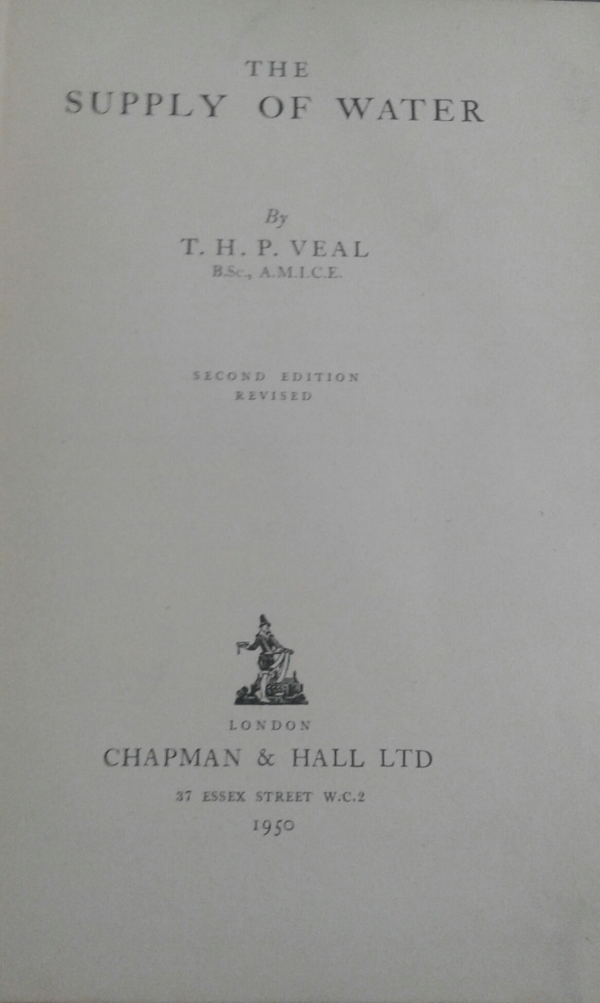 THE
SUPPLY OF WATER
By
T. H. P. VEAL
B.Sc., A.M.I.C.E.
SECOND EDITION
REVISED
LONDON
CHAPMAN & HALL LTD
37 ESSEX STREET W.C.2
1950